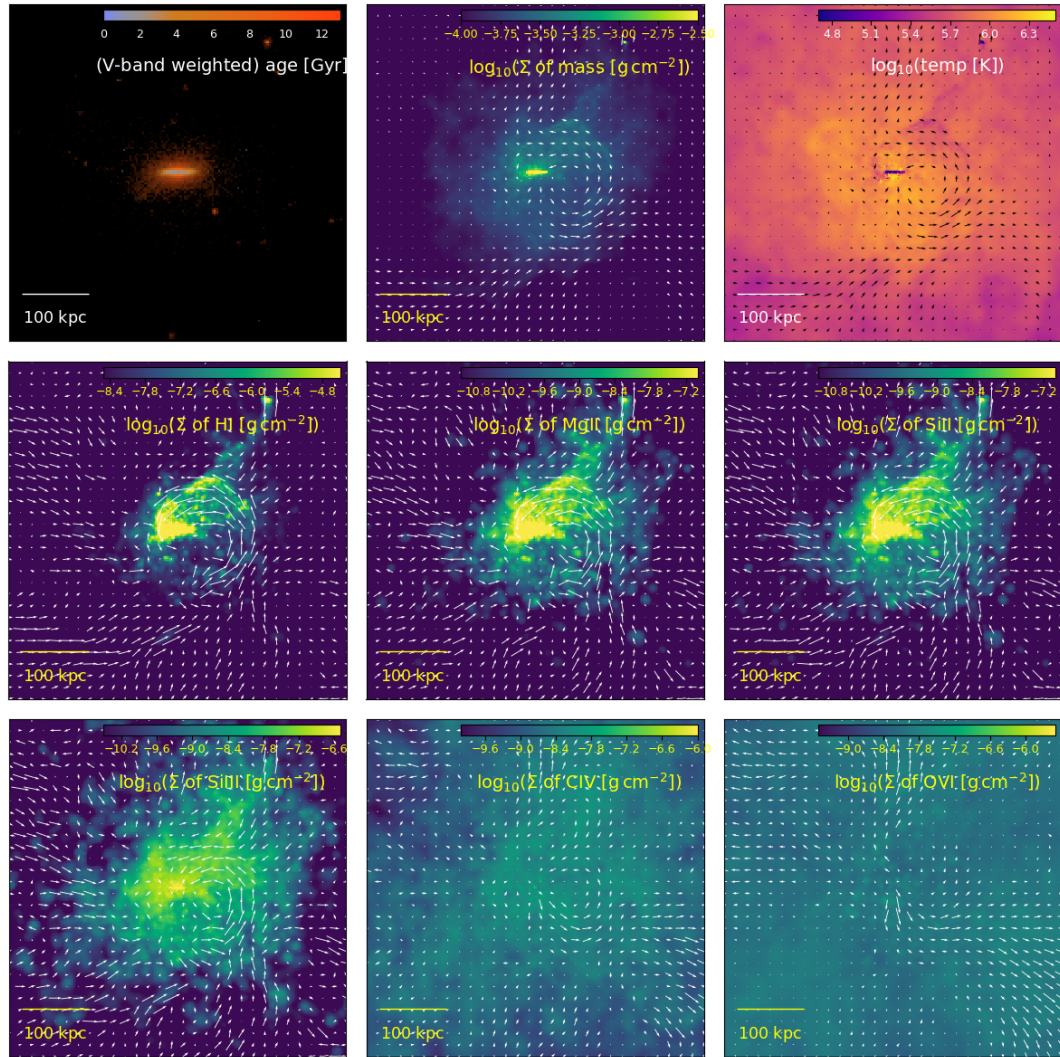 0 2 4 6 8 10 12
(V-band weighted) age [Gyr]
100 kpc
−4.00 −3.75 −3.50 −3.25 −3.00 −2.75 −2.50
log₁₀(Σ of mass [g cm⁻²])
100 kpc
4.8 5.1 5.4 5.7 6.0 6.3
log₁₀(temp [K])
100 kpc
−8.4 −7.8 −7.2 −6.6 −6.0 −5.4 −4.8
log₁₀(Σ of HI [g cm⁻²])
100 kpc
−10.8 −10.2 −9.6 −9.0 −8.4 −7.8 −7.2
log₁₀(Σ of MgII [g cm⁻²])
100 kpc
−10.8 −10.2 −9.6 −9.0 −8.4 −7.8 −7.2
log₁₀(Σ of SiII [g cm⁻²])
100 kpc
−10.2 −9.6 −9.0 −8.4 −7.8 −7.2 −6.6
log₁₀(Σ of SiIII [g cm⁻²])
100 kpc
−9.6 −9.0 −8.4 −7.8 −7.2 −6.6 −6.0
log₁₀(Σ of CIV [g cm⁻²])
100 kpc
−9.0 −8.4 −7.8 −7.2 −6.6 −6.0
log₁₀(Σ of OVI [g cm⁻²])
100 kpc